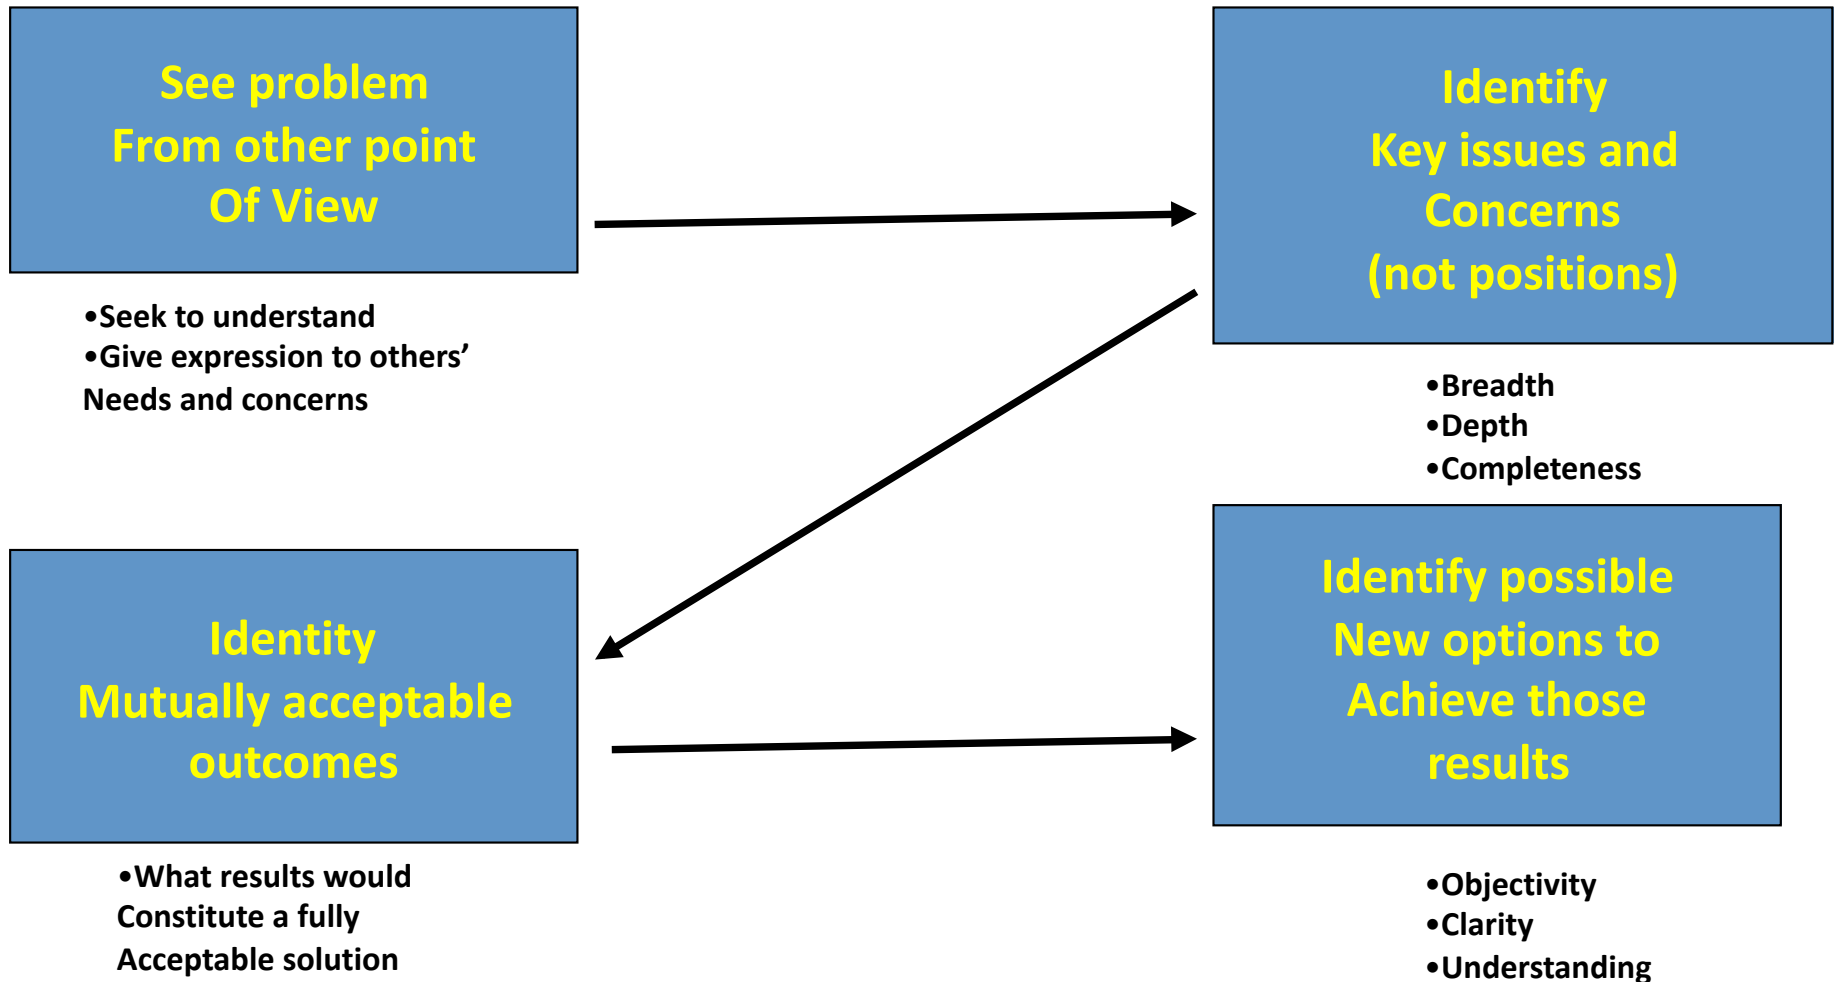 See problem
From other point
Of View
•Seek to understand
•Give expression to others’
Needs and concerns
Identify
Key issues and
Concerns
(not positions)
•Breadth
•Depth
•Completeness
Identity
Mutually acceptable
outcomes
•What results would
Constitute a fully
Acceptable solution
Identify possible
New options to
Achieve those
results
•Objectivity
•Clarity
•Understanding